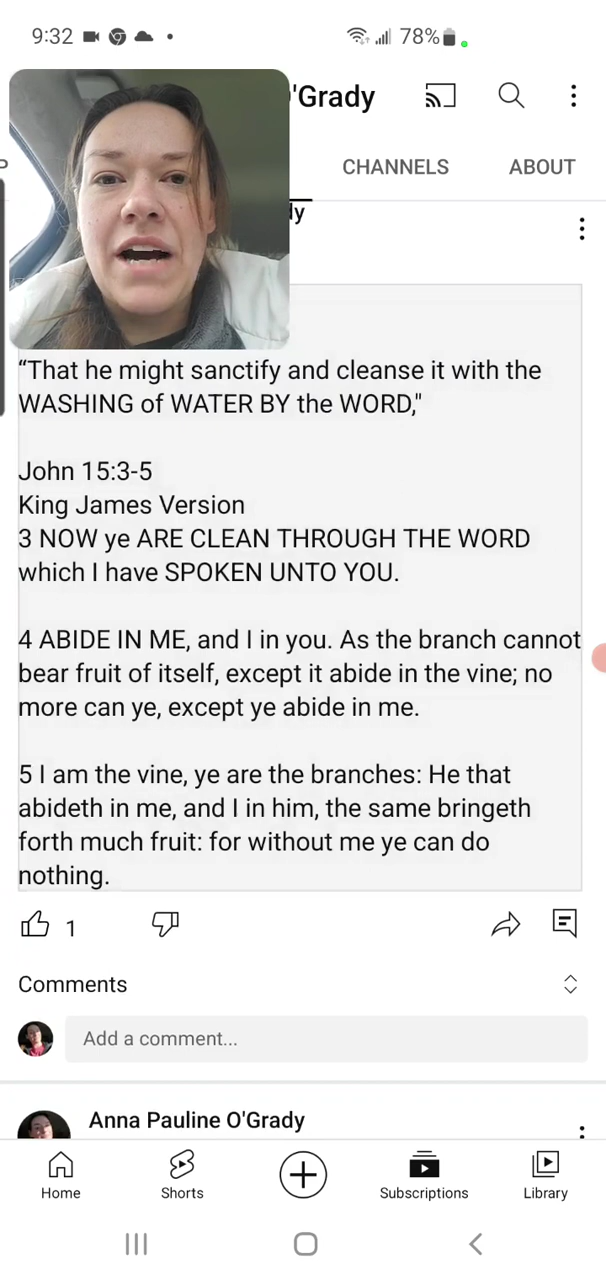 9:32
78%
'Grady
CHANNELS
ABOUT
“That he might sanctify and cleanse it with the
WASHING of WATER BY the WORD,"
John 15:3-5
King James Version
3 NOW ye ARE CLEAN THROUGH THE WORD
which I have SPOKEN UNTO YOU.
4 ABIDE IN ME, and I in you. As the branch cannot
bear fruit of itself, except it abide in the vine; no
more can ye, except ye abide in me.
5 I am the vine, ye are the branches: He that
abideth in me, and I in him, the same bringeth
forth much fruit: for without me ye can do
nothing.
1
Comments
Add a comment...
Anna Pauline O'Grady
Home
Shorts
Subscriptions
Library